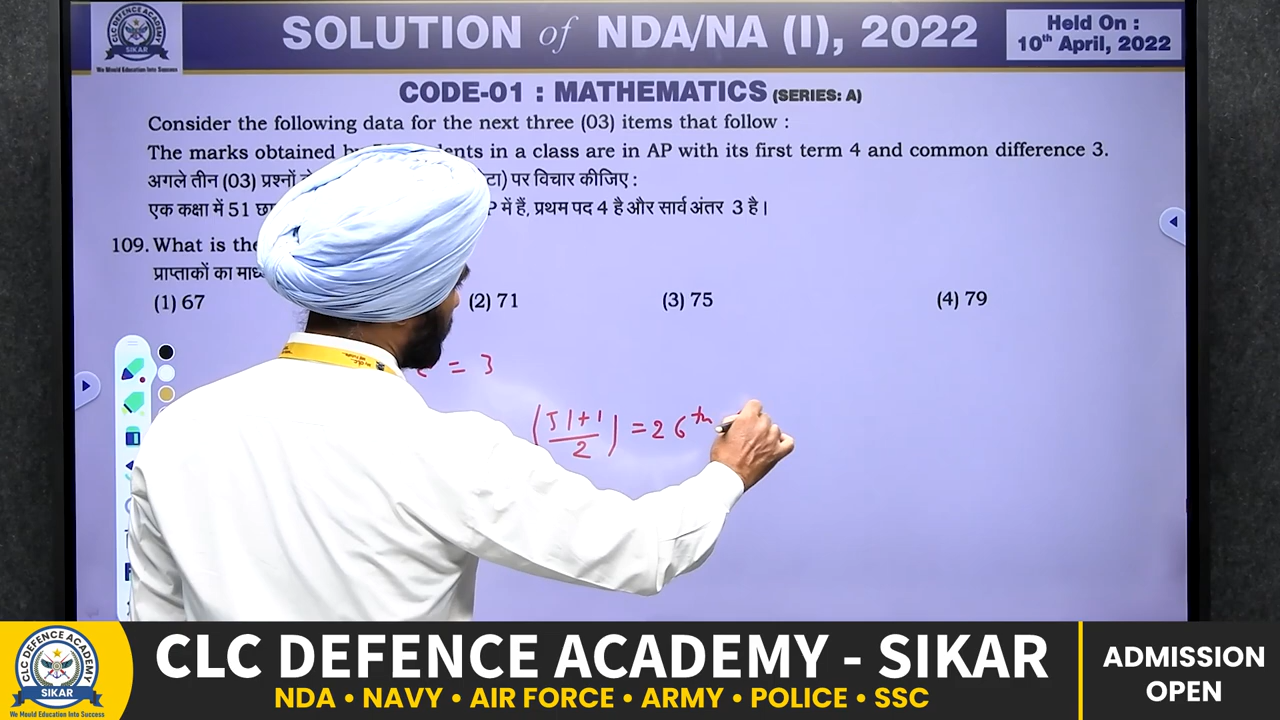 CLC DEFENCE ACADEMY
SIKAR
We Mould Education Into Success
SOLUTION of NDA/NA (I), 2022
Held On :
10th April, 2022
CODE-01 : MATHEMATICS (SERIES: A)
Consider the following data for the next three (03) items that follow :
The marks obtained in a class are in AP with its first term 4 and common difference 3.
अगले तीन (03) प्रश्नों पर विचार कीजिए :
एक कक्षा में 51 में हैं, प्रथम पद 4 है और सार्व अंतर 3 है।
109. What is the
प्राप्ताकों का
(1) 67 (2) 71 (3) 75 (4) 79
= 3
(51+1/2) = 26th
CLC DEFENCE ACADEMY
SIKAR
We Mould Education Into Success
CLC DEFENCE ACADEMY - SIKAR
NDA • NAVY • AIR FORCE • ARMY • POLICE • SSC
ADMISSION
OPEN